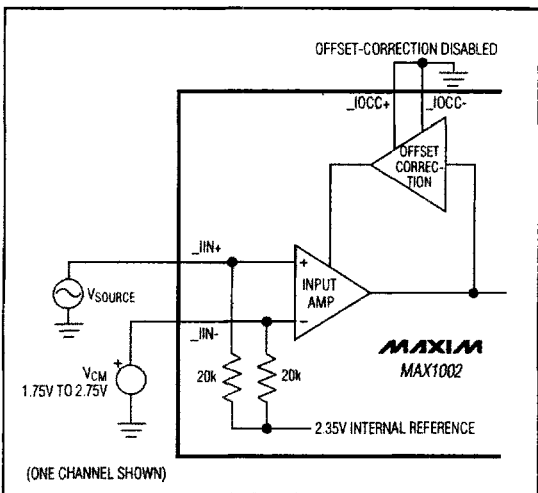 OFFSET-CORRECTION DISABLED
_IOCC+
_IOCC-
OFFSET
CORREC-
TION
_IIN+
+
INPUT
AMP
VSOURCE
_IIN-
−
+
VCM
1.75V TO 2.75V
20k
20k
MAXIM
MAX1002
2.35V INTERNAL REFERENCE
(ONE CHANNEL SHOWN)